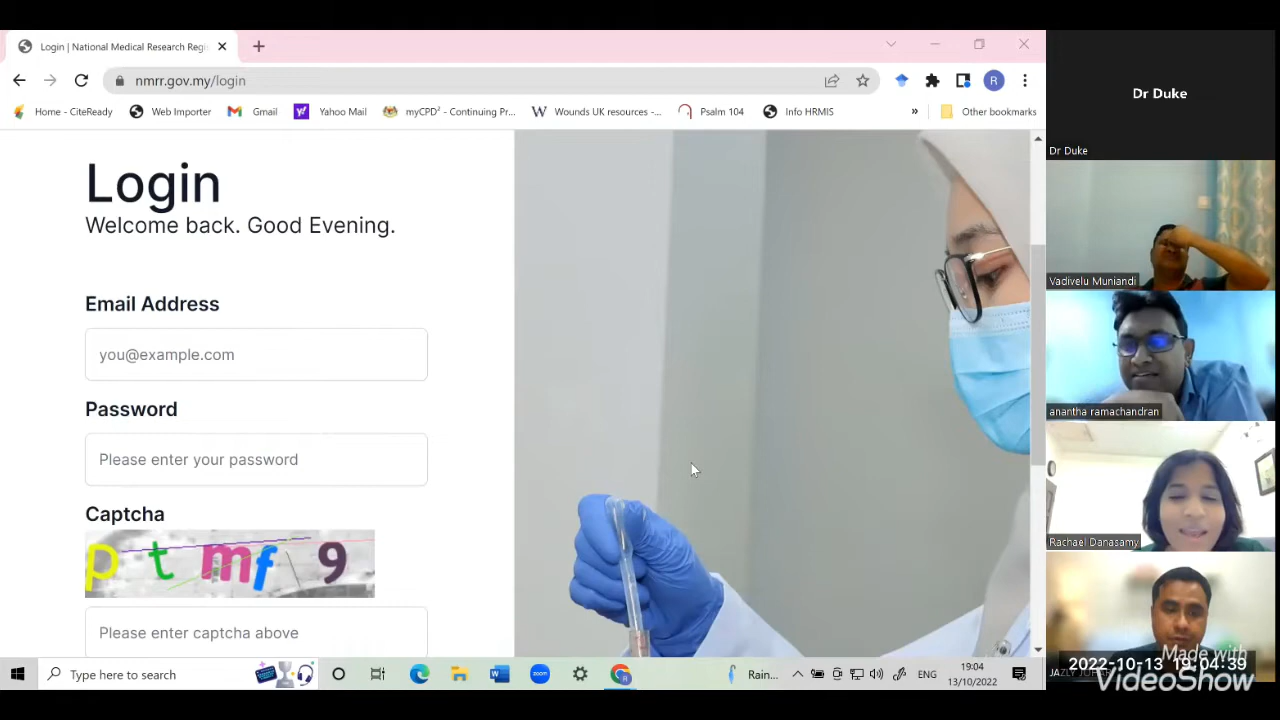 Login | National Medical Research Regi
nmrr.gov.my/login
R
Home - CiteReady
Web Importer
Gmail
Yahoo Mail
myCPD² - Continuing Pr...
Wounds UK resources -...
Psalm 104
Info HRMIS
»
Other bookmarks
Login
Welcome back. Good Evening.
Email Address
you@example.com
Password
Please enter your password
Captcha
p t m f 9
Please enter captcha above
Type here to search
Rain...
ENG
19:04
13/10/2022
Dr Duke
Dr Duke
Vadivelu Muniandi
anantha ramachandran
Rachael Danasamy
2022-10-13 19:04:39
Made with
VideoShow